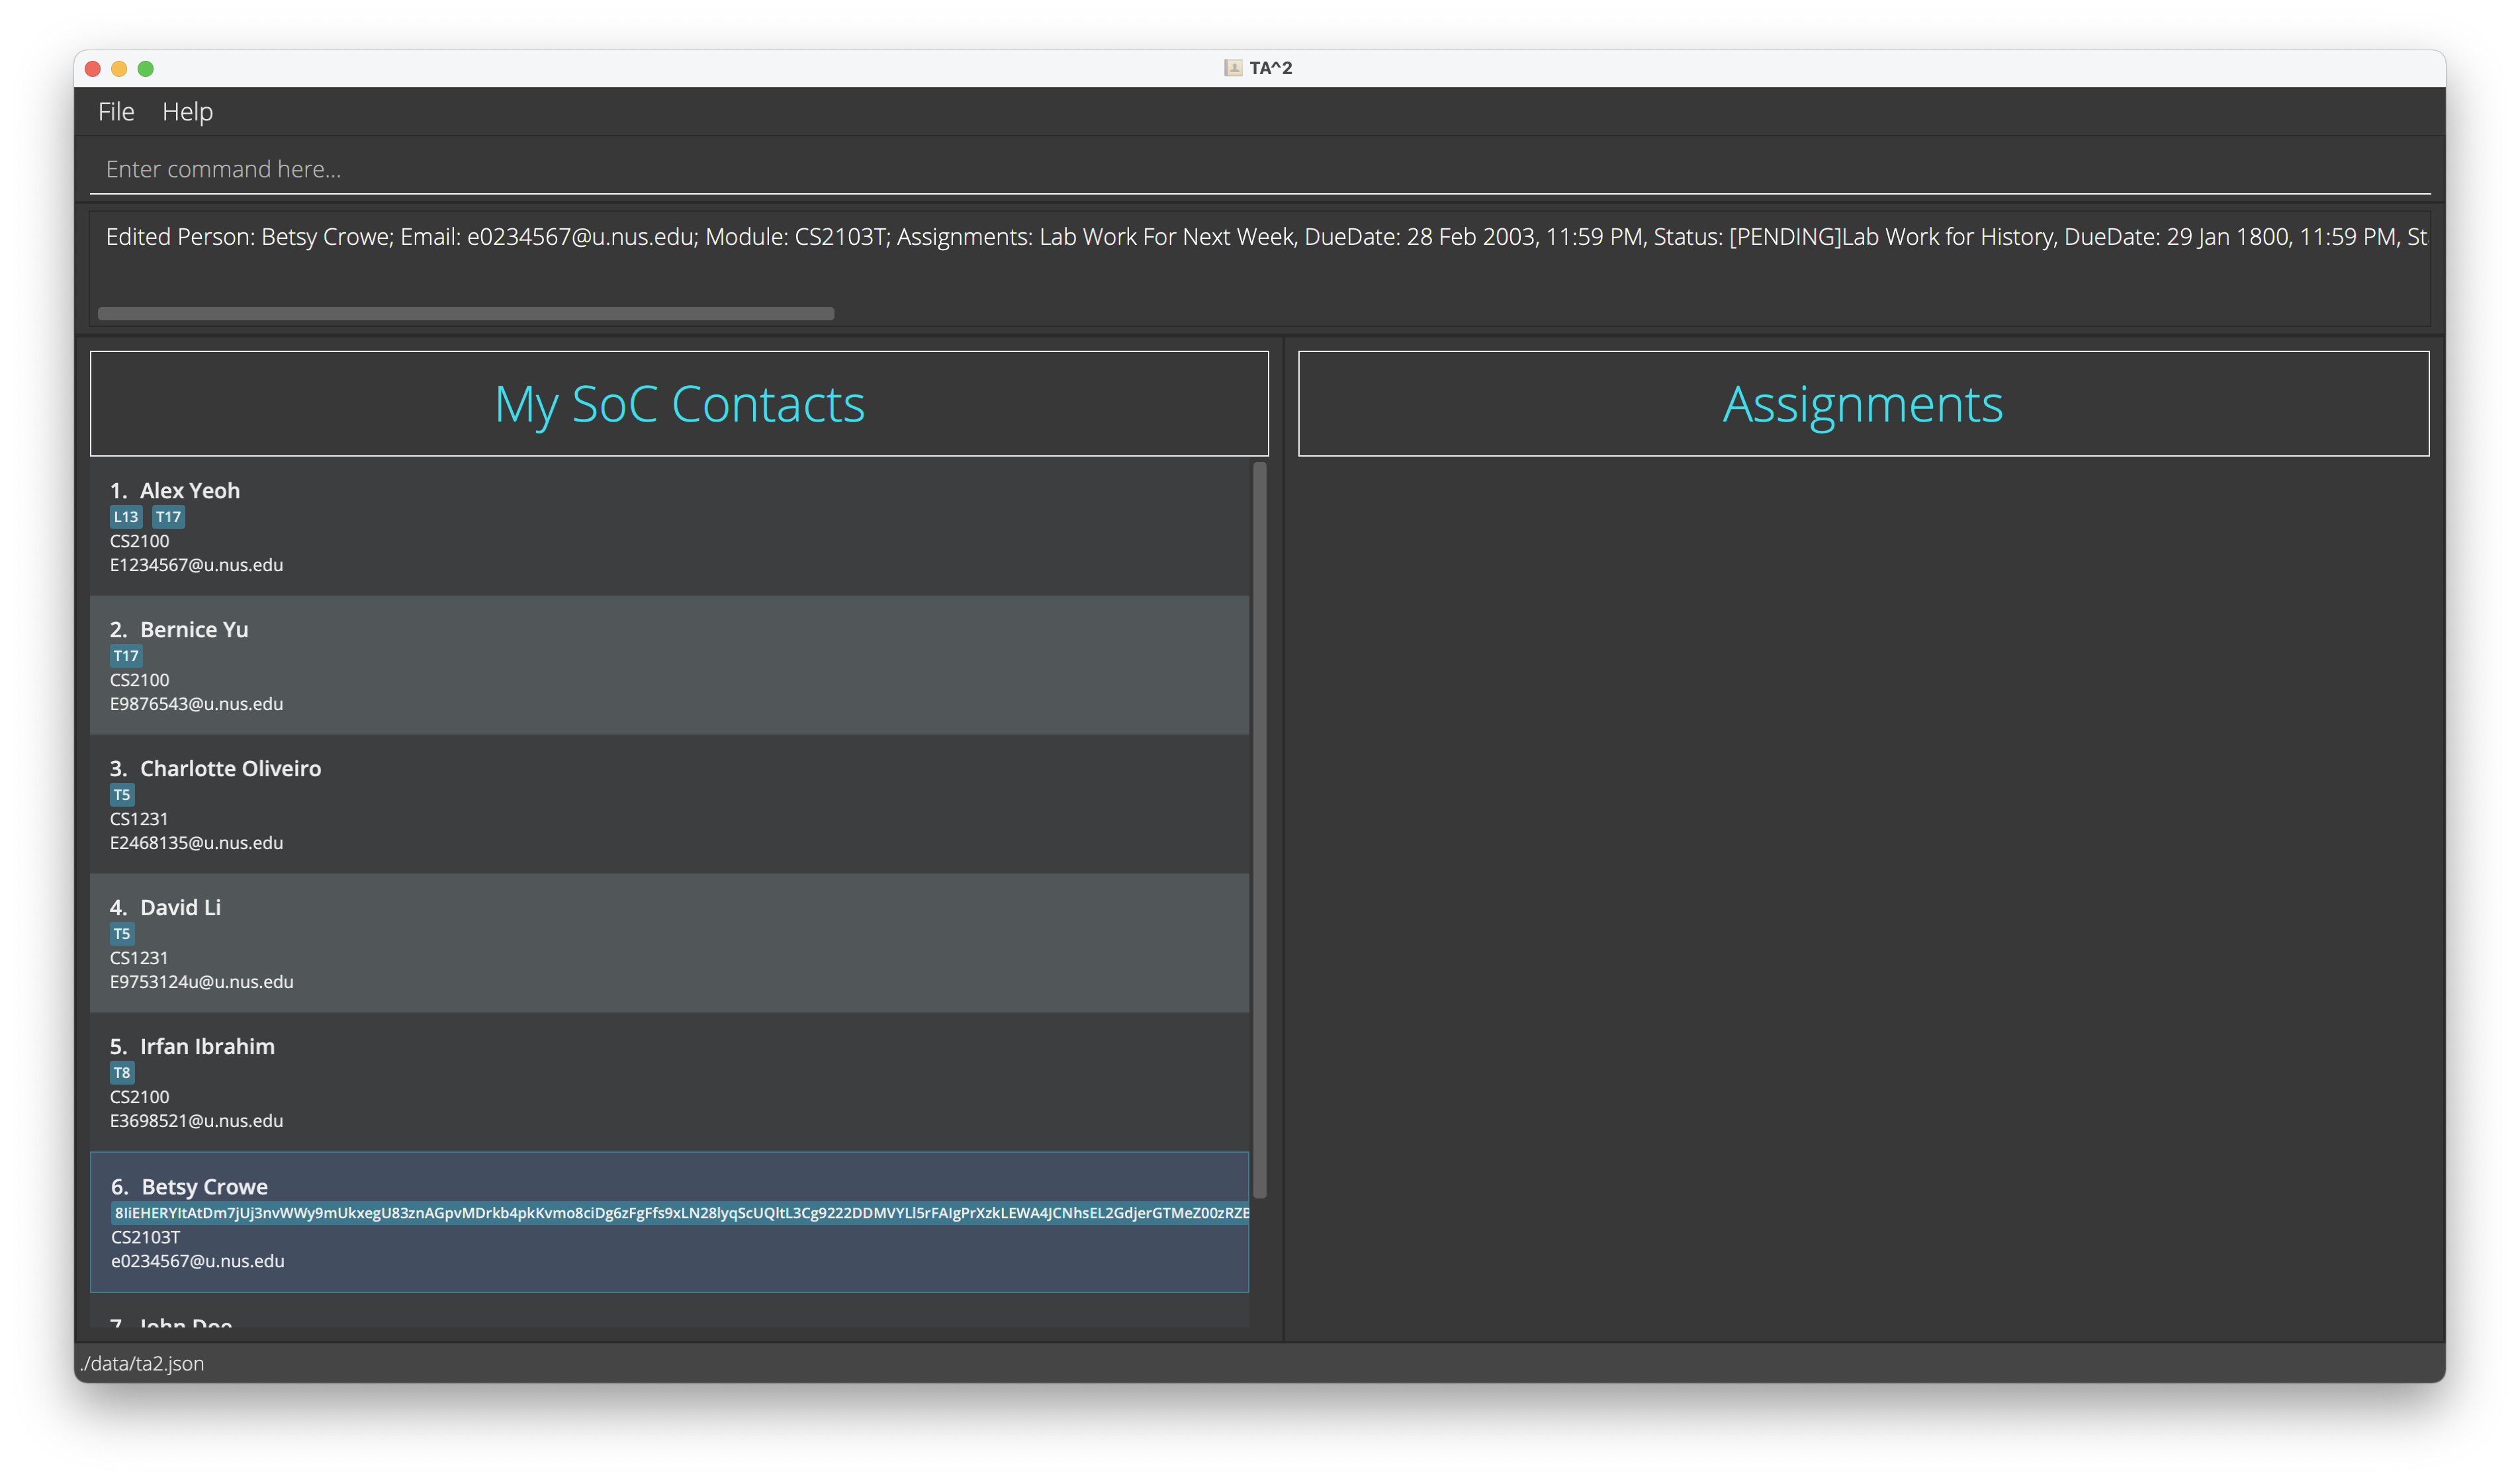 TA^2
File Help
Enter command here...
Edited Person: Betsy Crowe; Email: e0234567@u.nus.edu; Module: CS2103T; Assignments: Lab Work For Next Week, DueDate: 28 Feb 2003, 11:59 PM, Status: [PENDING]Lab Work for History, DueDate: 29 Jan 1800, 11:59 PM, St
My SoC Contacts
Assignments
1. Alex Yeoh
L13 T17
CS2100
E1234567@u.nus.edu
2. Bernice Yu
T17
CS2100
E9876543@u.nus.edu
3. Charlotte Oliveiro
T5
CS1231
E2468135@u.nus.edu
4. David Li
T5
CS1231
E9753124u@u.nus.edu
5. Irfan Ibrahim
T8
CS2100
E3698521@u.nus.edu
6. Betsy Crowe
CS2103T
e0234567@u.nus.edu
7. John Doe
./data/ta2.json